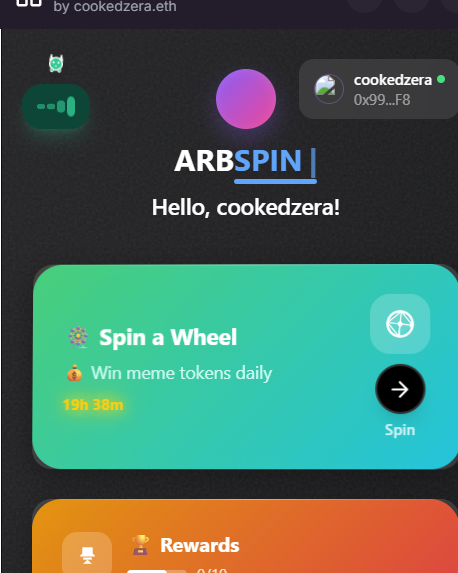 by cookedzera.eth
cookedzera
0x99...F8
ARBSPIN
Hello, cookedzera!
Spin a Wheel
Win meme tokens daily
19h 38m
Spin
Rewards
0/10